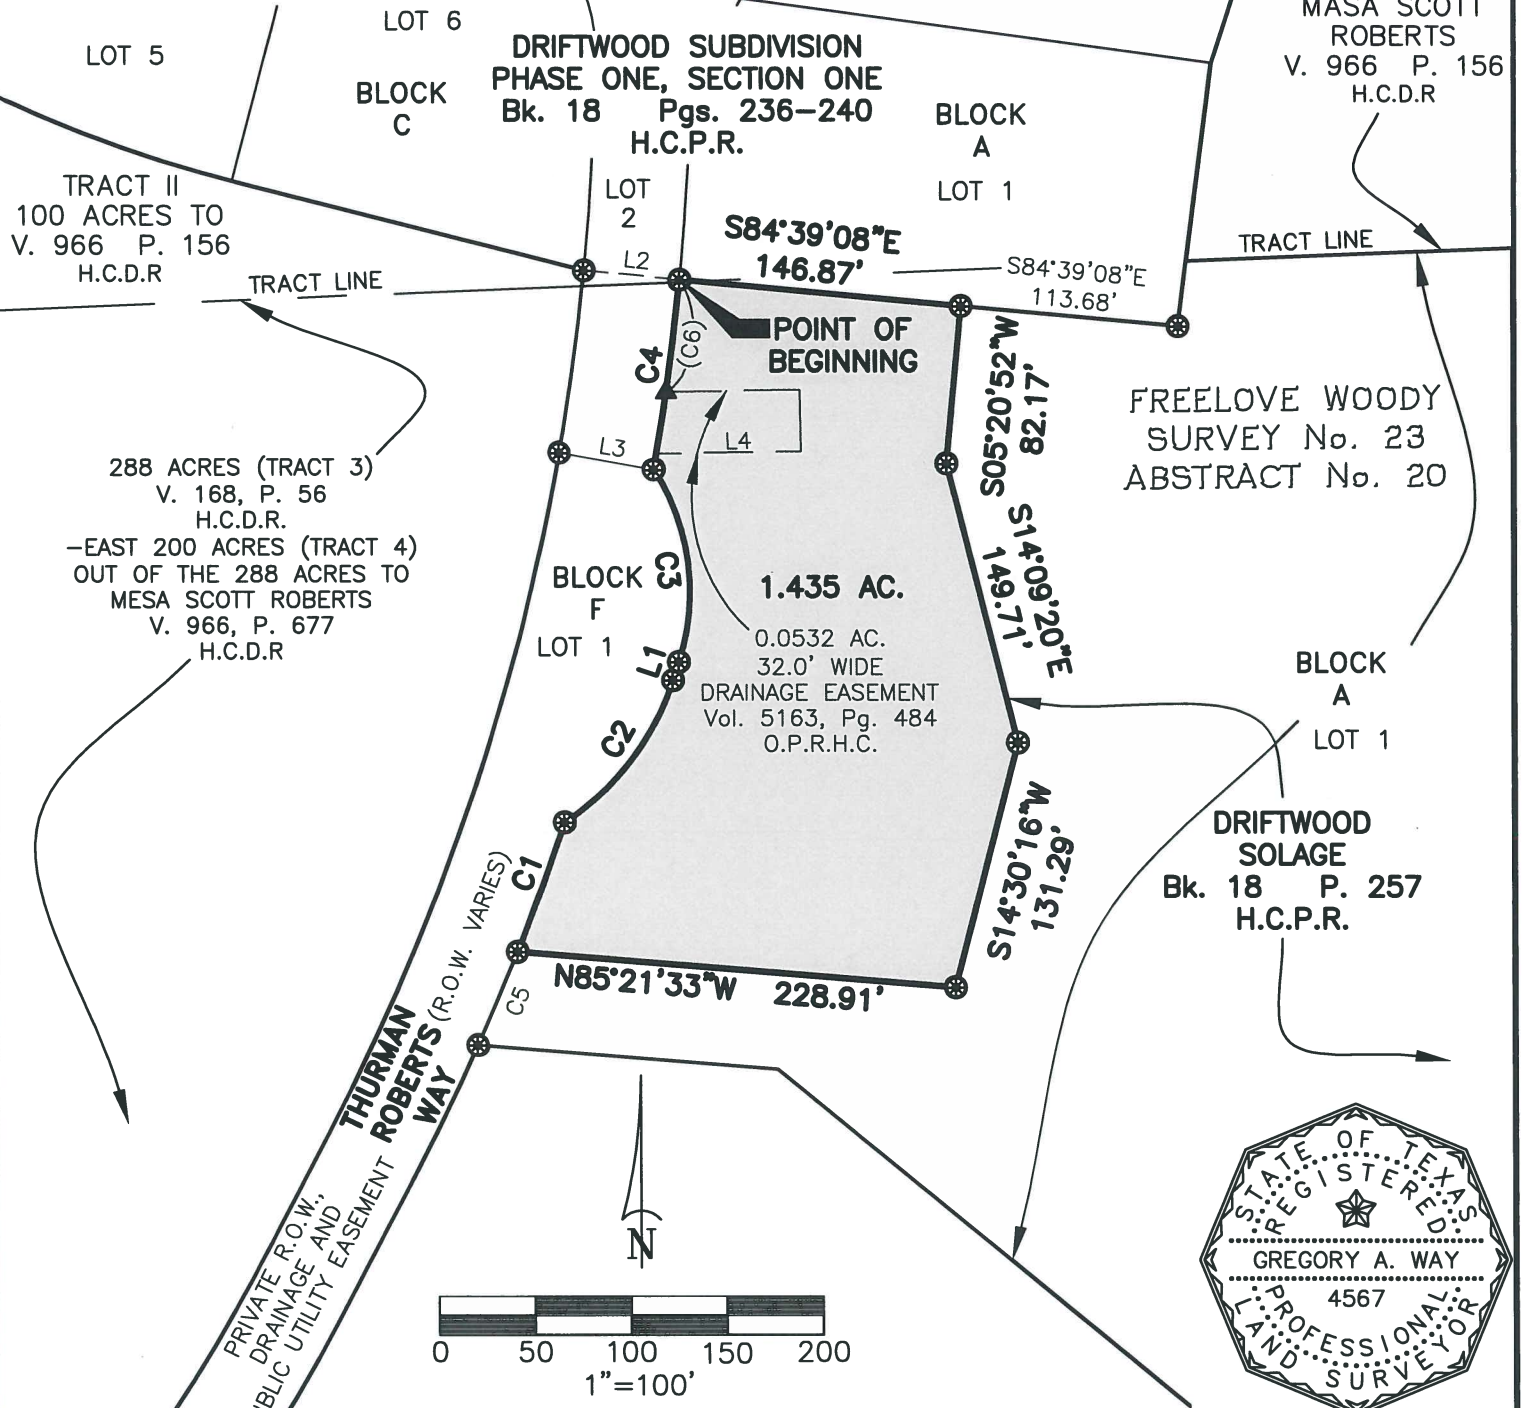 LOT 5
LOT 6
BLOCK
C
DRIFTWOOD SUBDIVISION
PHASE ONE, SECTION ONE
Bk. 18 Pgs. 236-240
H.C.P.R.
BLOCK
A
LOT 1
MASA SCOTT
ROBERTS
V. 966 P. 156
H.C.D.R
TRACT II
100 ACRES TO
V. 966 P. 156
H.C.D.R
LOT
2
L2
TRACT LINE
S84°39'08"E
146.87'
S84°39'08"E
113.68'
TRACT LINE
POINT OF
BEGINNING
C4
(C6)
L3
L4
S05°20'52"W
82.17'
FREELOVE WOODY
SURVEY No. 23
ABSTRACT No. 20
288 ACRES (TRACT 3)
V. 168, P. 56
H.C.D.R.
-EAST 200 ACRES (TRACT 4)
OUT OF THE 288 ACRES TO
MESA SCOTT ROBERTS
V. 966, P. 677
H.C.D.R
BLOCK
F
LOT 1
C3
L1
C2
C1
1.435 AC.
0.0532 AC.
32.0' WIDE
DRAINAGE EASEMENT
Vol. 5163, Pg. 484
O.P.R.H.C.
S14°09'20"E
149.71'
BLOCK
A
LOT 1
DRIFTWOOD
SOLAGE
Bk. 18 P. 257
H.C.P.R.
S14°30'16"W
131.29'
N85°21'33"W 228.91'
C5
THURMAN
ROBERTS (R.O.W. VARIES)
WAY
PRIVATE R.O.W.,
DRAINAGE AND
BLIC UTILITY EASEMENT
N
0 50 100 150 200
1"=100'
STATE OF TEXAS
REGISTERED
GREGORY A. WAY
4567
PROFESSIONAL
LAND SURVEYOR